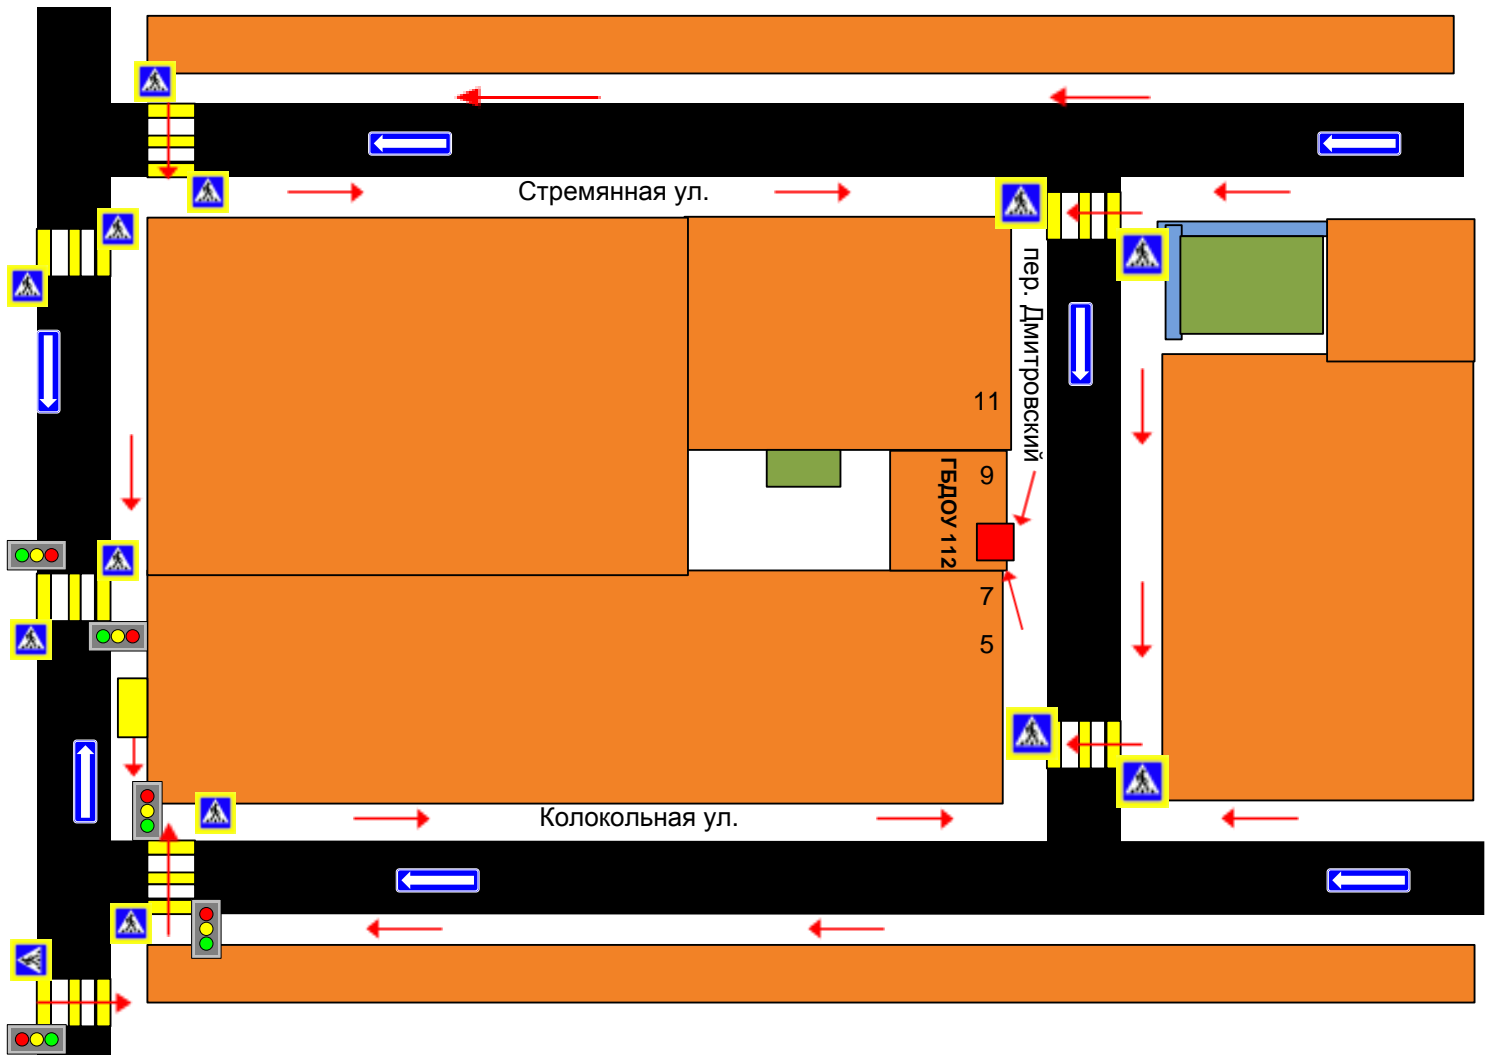 Стремянная ул.
пер. Дмитровский
11
9
ГБДОУ 112
7
5
Колокольная ул.